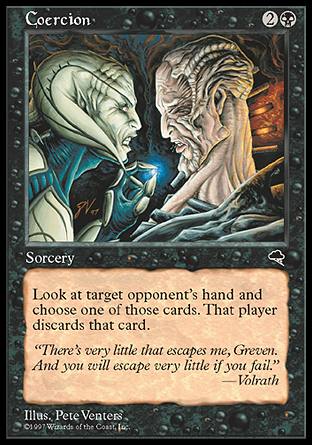 Coercion 2
Sorcery
Look at target opponent's hand and
choose one of those cards. That player
discards that card.
"There's very little that escapes me, Greven.
And you will escape very little if you fail."
—Volrath
Illus. Pete Venters
©1997 Wizards of the Coast, Inc.